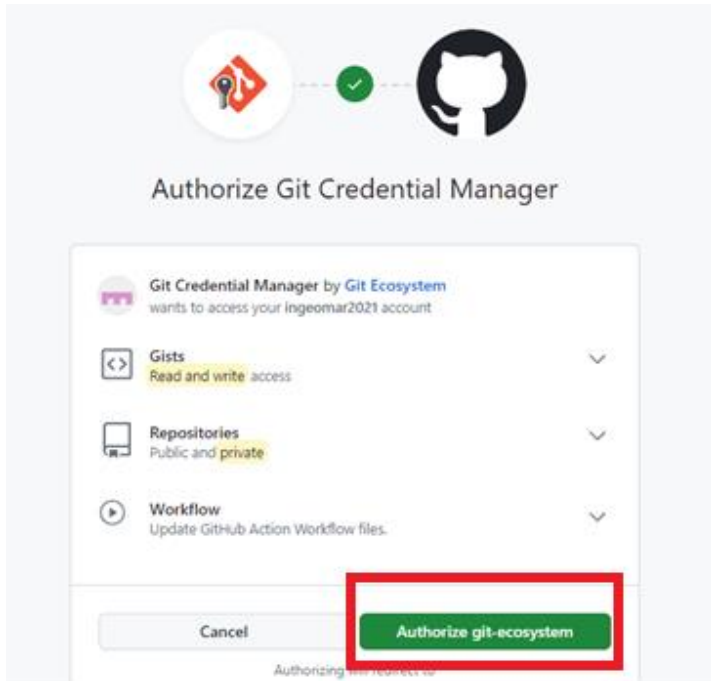 Authorize Git Credential Manager
Git Credential Manager by Git Ecosystem
wants to access your ingeomar2021 account
Gists
Read and write access
Repositories
Public and private
Workflow
Update GitHub Action Workflow files.
Cancel
Authorize git-ecosystem
Authorizing will redirect to